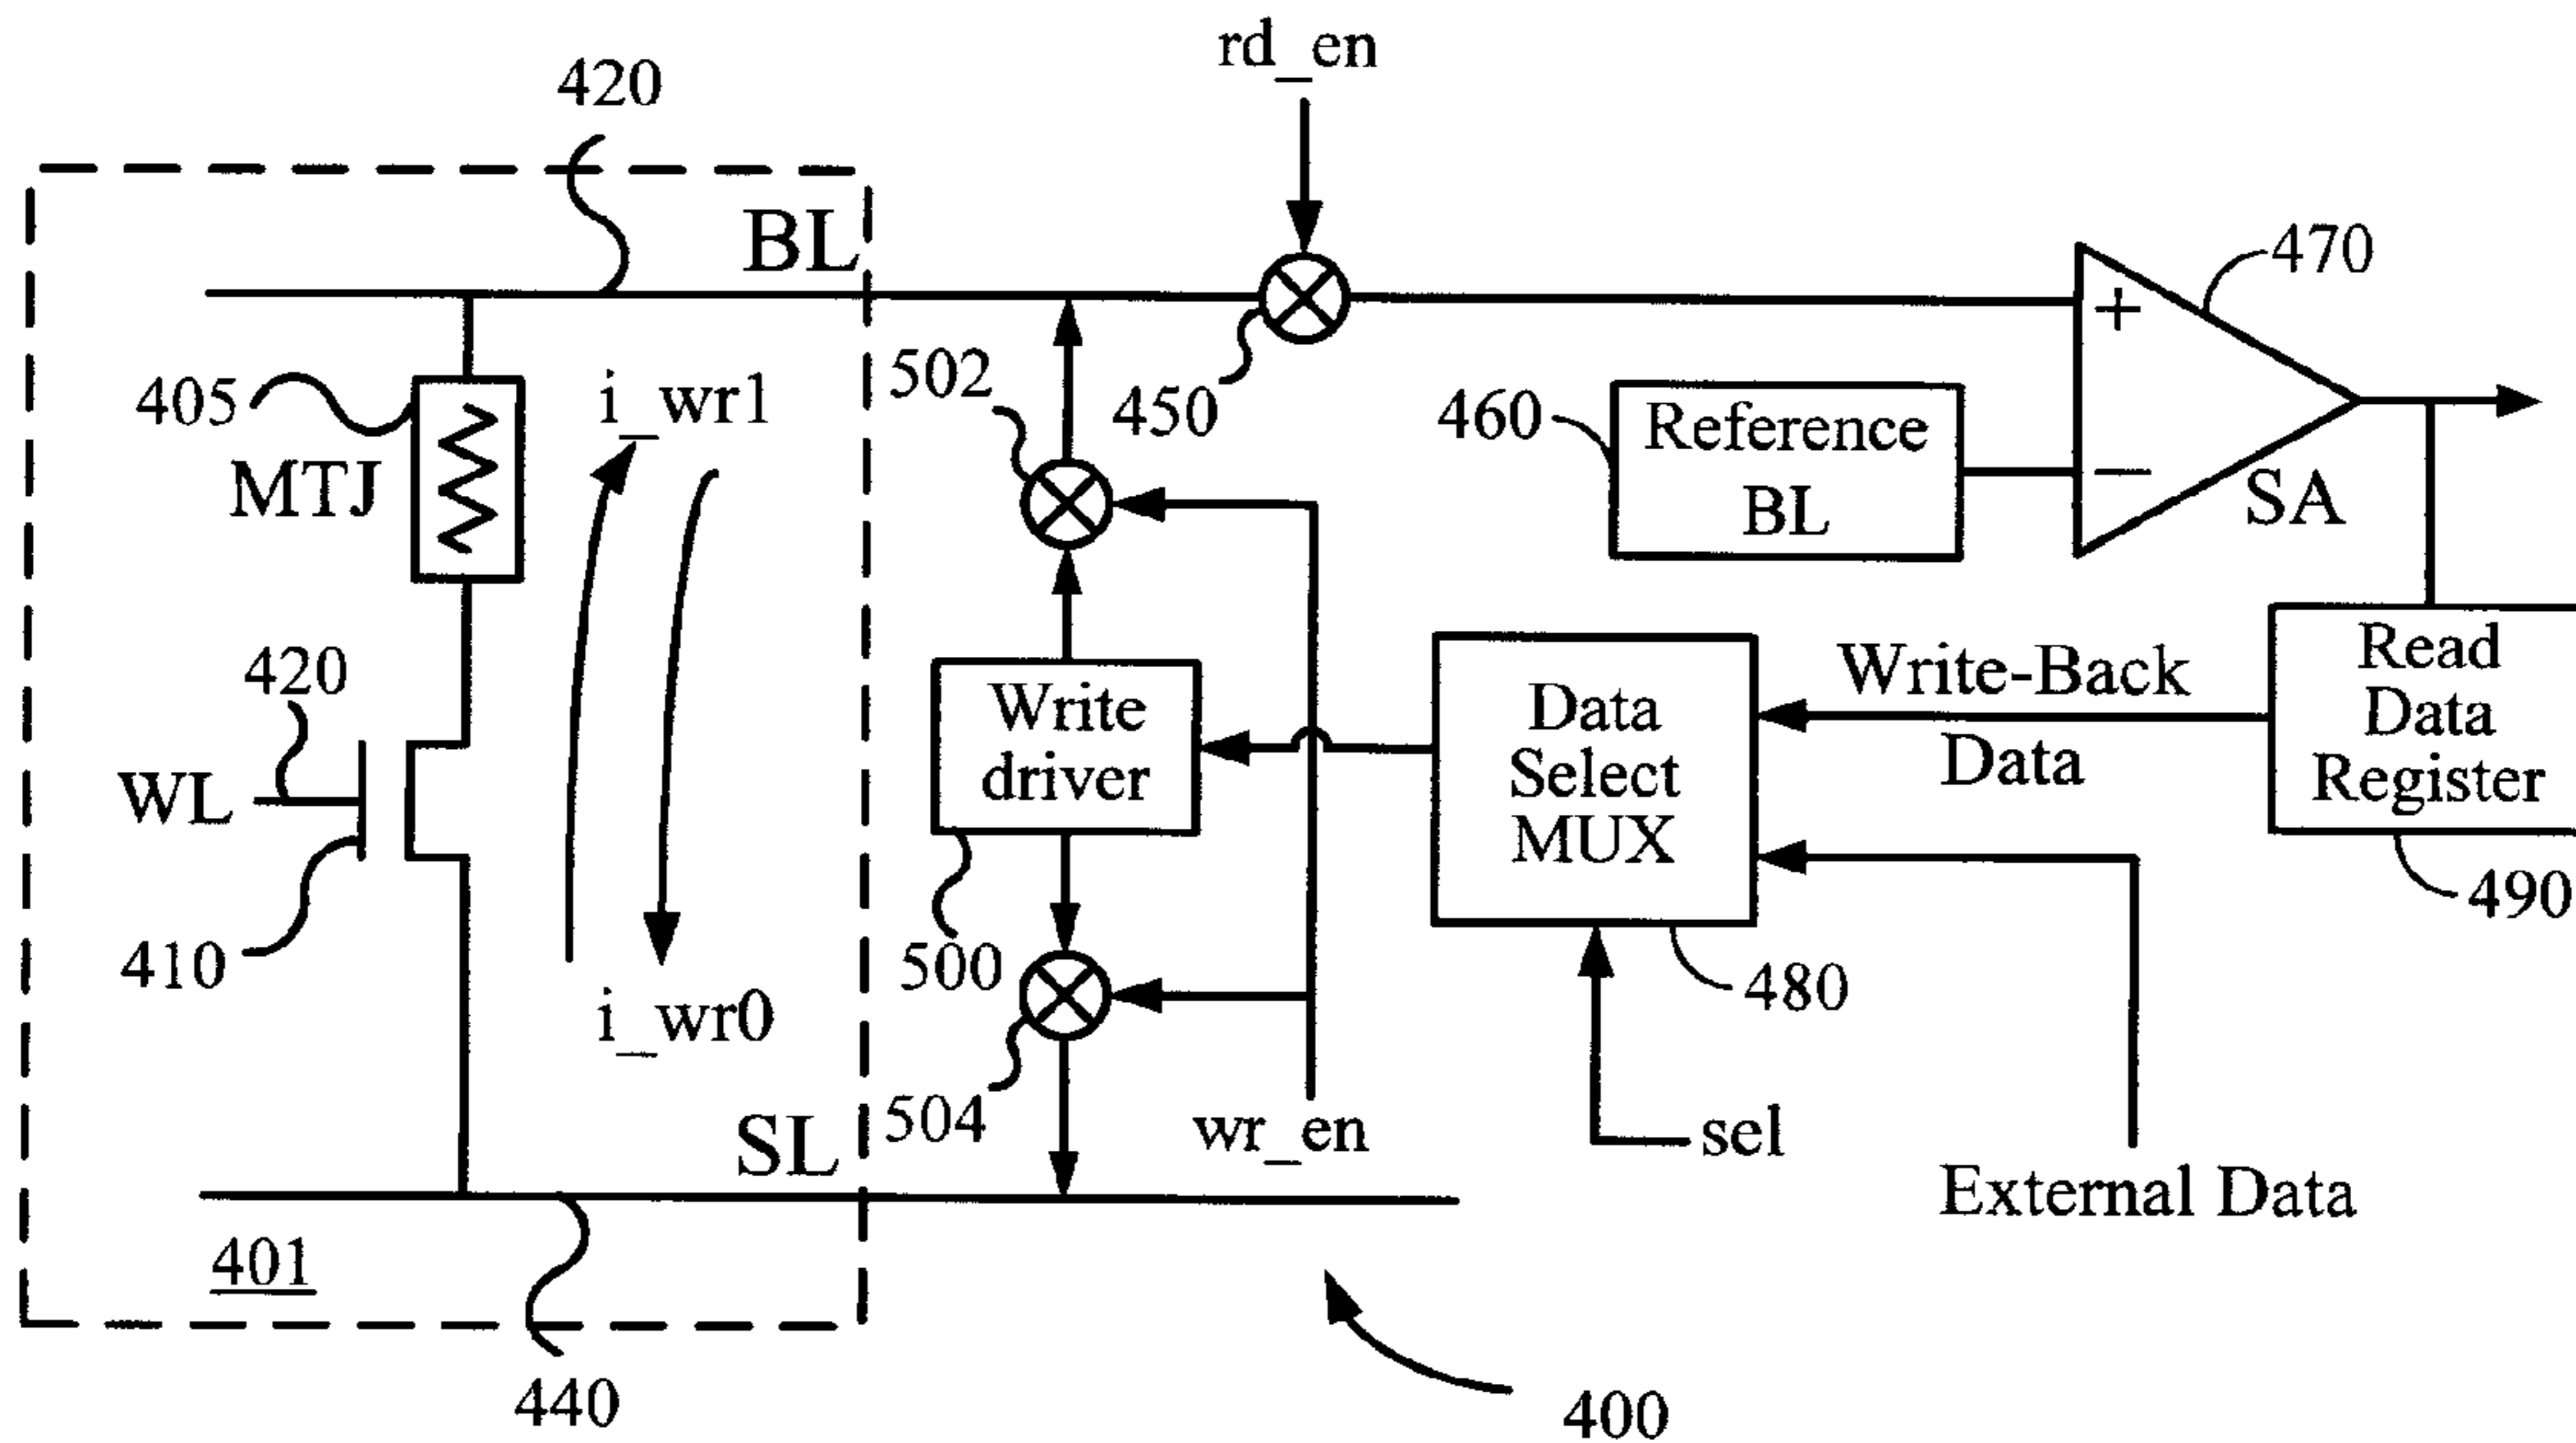 rd_en
420
BL
470
405
i_wr1
502
450
460
Reference
BL
+
−
SA
MTJ
420
WL
410
Write
driver
500
Data
Select
MUX
Write-Back
Data
Read
Data
Register
490
480
i_wr0
504
wr_en
sel
External Data
SL
401
440
400